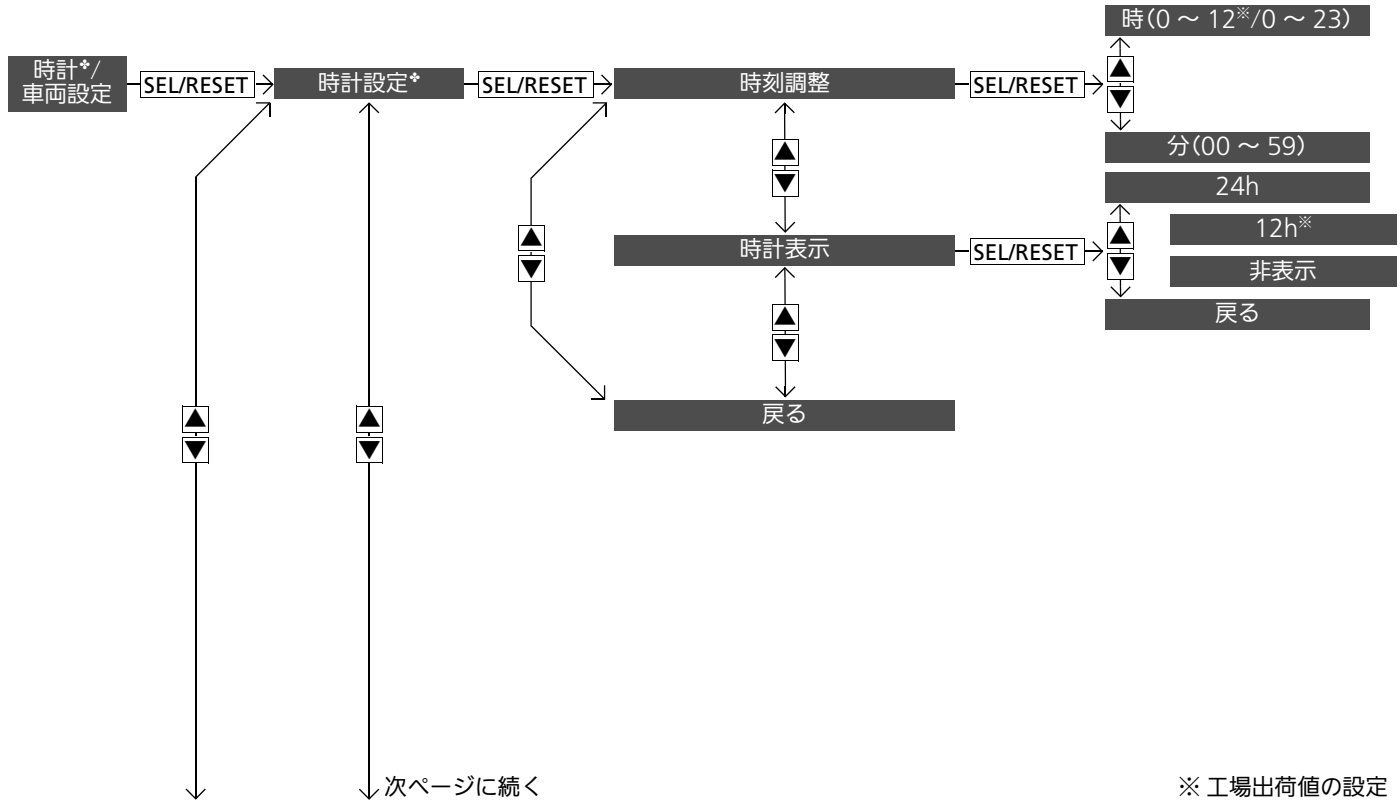 時(0 ～ 12※/0 ～ 23)
時計✤/
車両設定
SEL/RESET
時計設定✤
SEL/RESET
時刻調整
SEL/RESET
▲
▼
分(00 ～ 59)
24h
▲
▼
12h※
▲
▼
時計表示
SEL/RESET
▲
▼
非表示
戻る
▲
▼
戻る
▲
▼
▲
▼
次ページに続く
※ 工場出荷値の設定